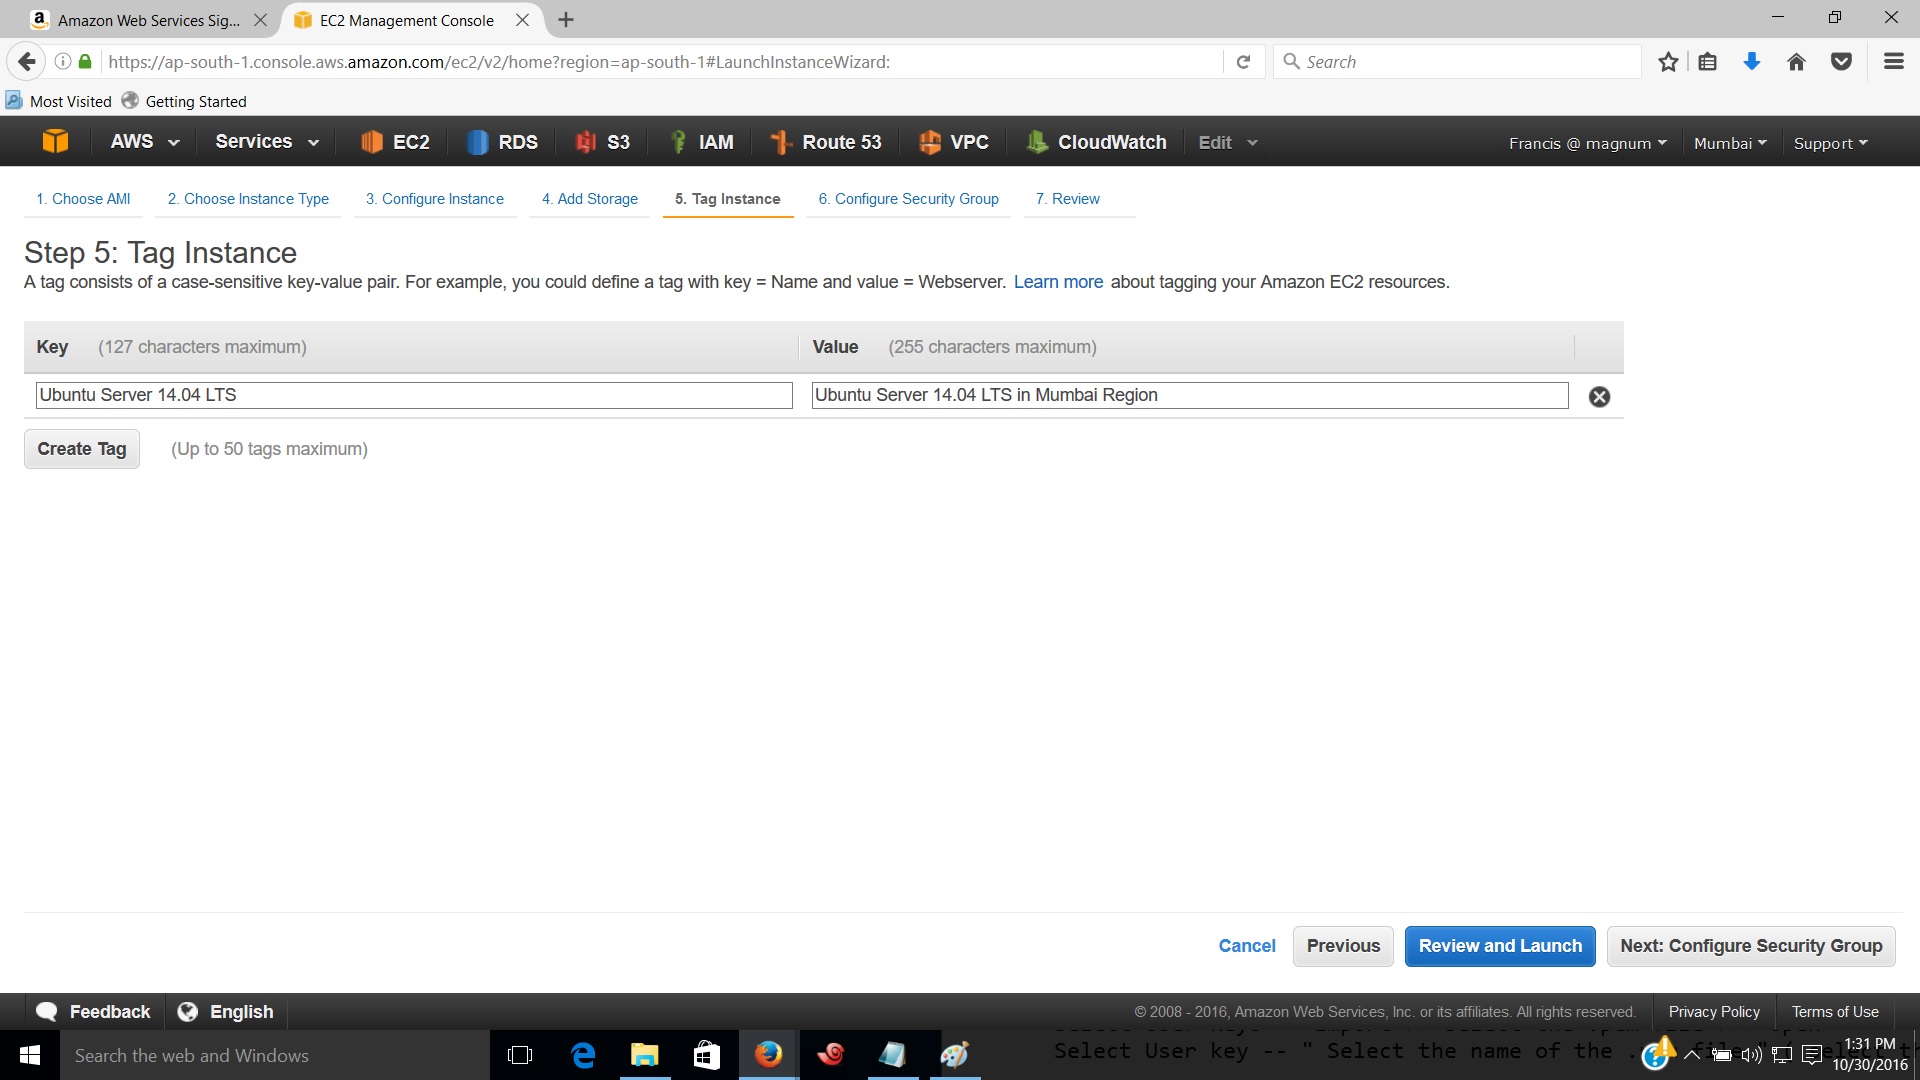 Amazon Web Services Sig...
EC2 Management Console
https://ap-south-1.console.aws.amazon.com/ec2/v2/home?region=ap-south-1#LaunchInstanceWizard:
Search
Most Visited
Getting Started
AWS
Services
EC2
RDS
S3
IAM
Route 53
VPC
CloudWatch
Edit
Francis @ magnum
Mumbai
Support
1. Choose AMI
2. Choose Instance Type
3. Configure Instance
4. Add Storage
5. Tag Instance
6. Configure Security Group
7. Review
Step 5: Tag Instance
A tag consists of a case-sensitive key-value pair. For example, you could define a tag with key = Name and value = Webserver. Learn more about tagging your Amazon EC2 resources.
Key (127 characters maximum)
Value (255 characters maximum)
Ubuntu Server 14.04 LTS
Ubuntu Server 14.04 LTS in Mumbai Region
Create Tag
(Up to 50 tags maximum)
Cancel
Previous
Review and Launch
Next: Configure Security Group
Feedback
English
© 2008 - 2016, Amazon Web Services, Inc. or its affiliates. All rights reserved.
Privacy Policy
Terms of Use
Search the web and Windows
Select User key -- " Select the name of the
1:31 PM
10/30/2016